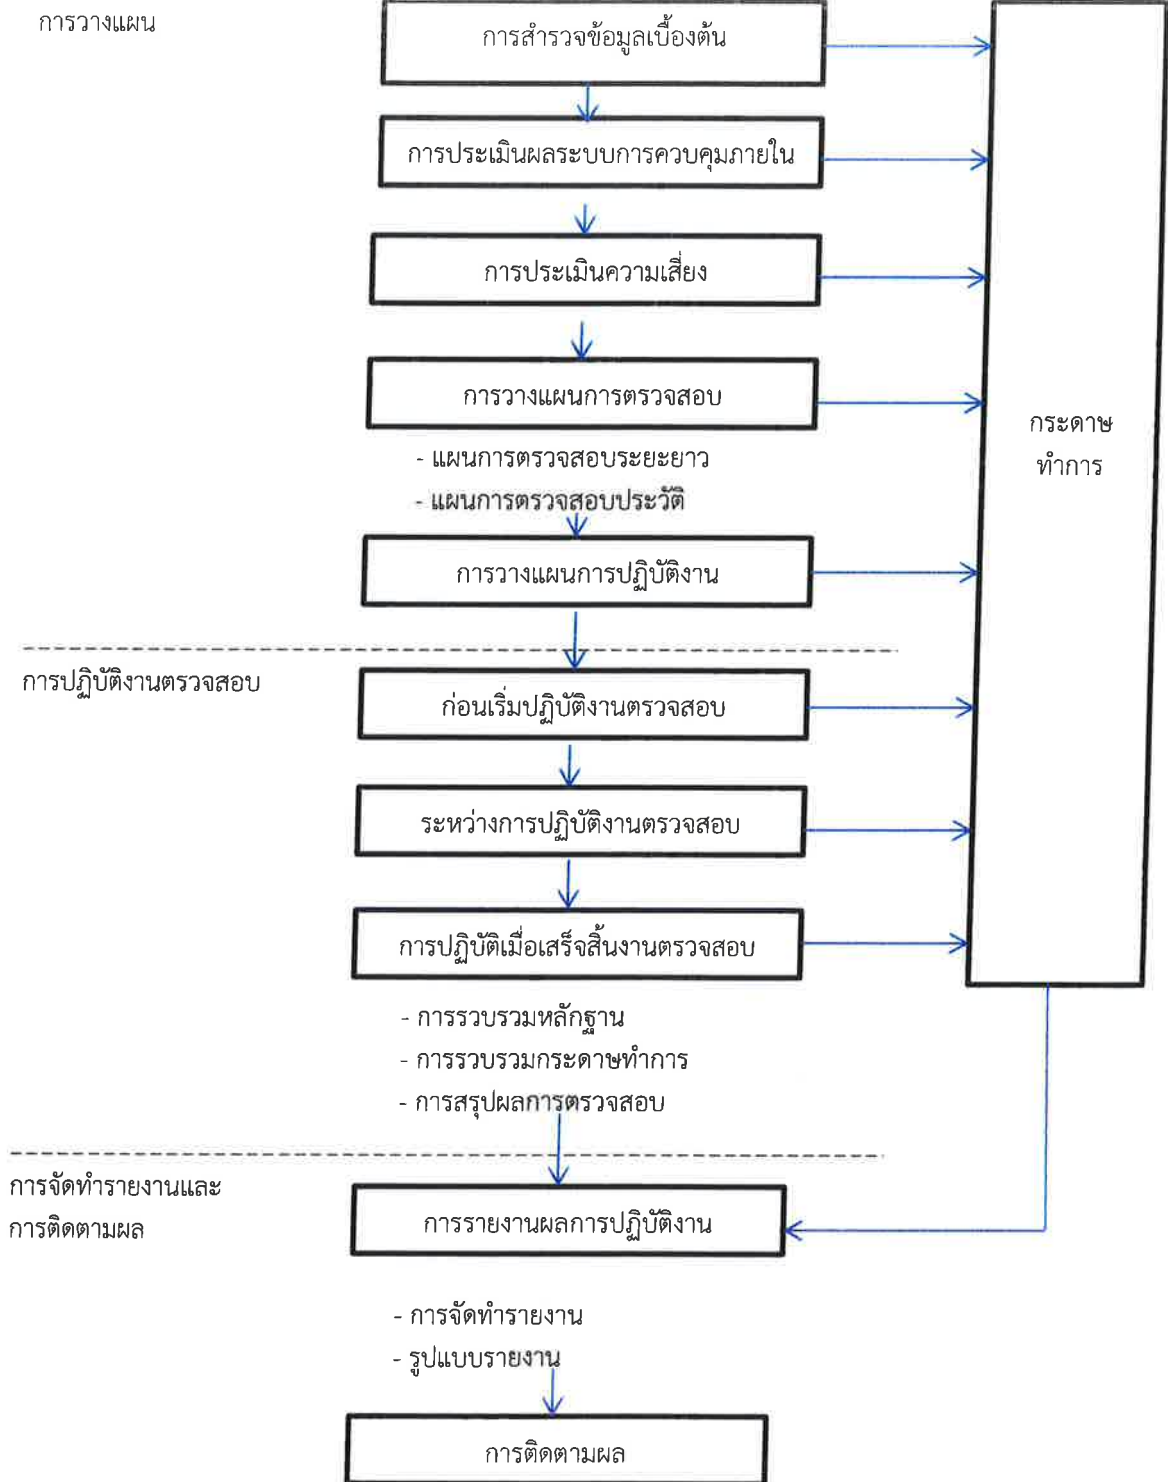 การวางแผน
การสำรวจข้อมูลเบื้องต้น
การประเมินผลระบบการควบคุมภายใน
การประเมินความเสี่ยง
การวางแผนการตรวจสอบ
- แผนการตรวจสอบระยะยาว
- แผนการตรวจสอบประวัติ
การวางแผนการปฏิบัติงาน
กระดาษ
ทำการ
การปฏิบัติงานตรวจสอบ
ก่อนเริ่มปฏิบัติงานตรวจสอบ
ระหว่างการปฏิบัติงานตรวจสอบ
การปฏิบัติเมื่อเสร็จสิ้นงานตรวจสอบ
- การรวบรวมหลักฐาน
- การรวบรวมกระดาษทำการ
- การสรุปผลการตรวจสอบ
การจัดทำรายงานและ
การติดตามผล
การรายงานผลการปฏิบัติงาน
- การจัดทำรายงาน
- รูปแบบรายงาน
การติดตามผล